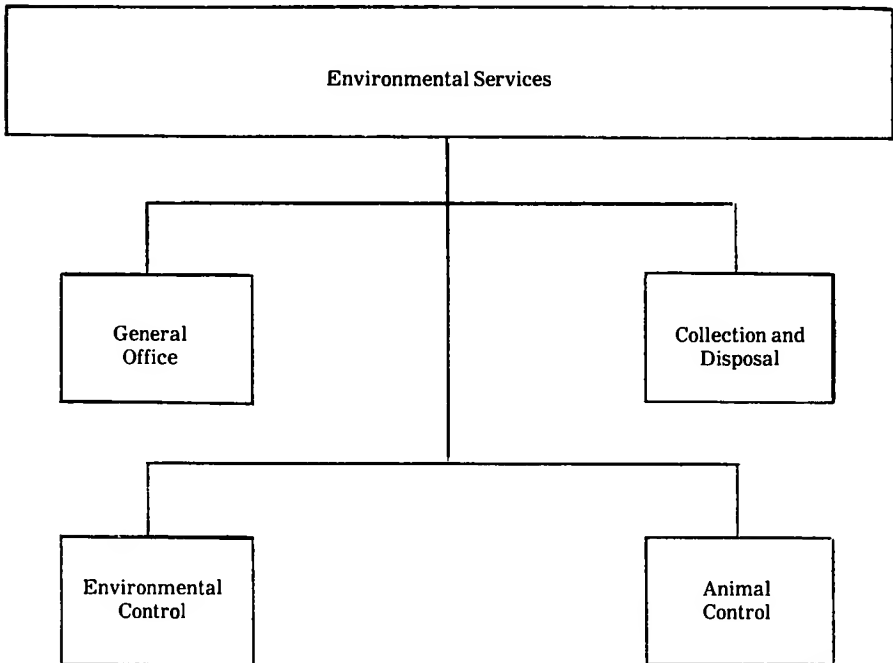 Environmental Services
General
Office
Collection and
Disposal
Environmental
Control
Animal
Control